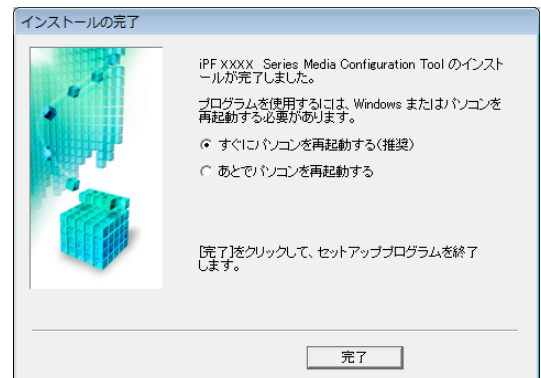 インストールの完了
iPF XXXX Series Media Configuration Tool のインスト
ールが完了しました。
プログラムを使用するには、Windows またはパソコンを
再起動する必要があります。
すぐにパソコンを再起動する(推奨)
あとでパソコンを再起動する
[完了]をクリックして、セットアッププログラムを終了
します。
完了